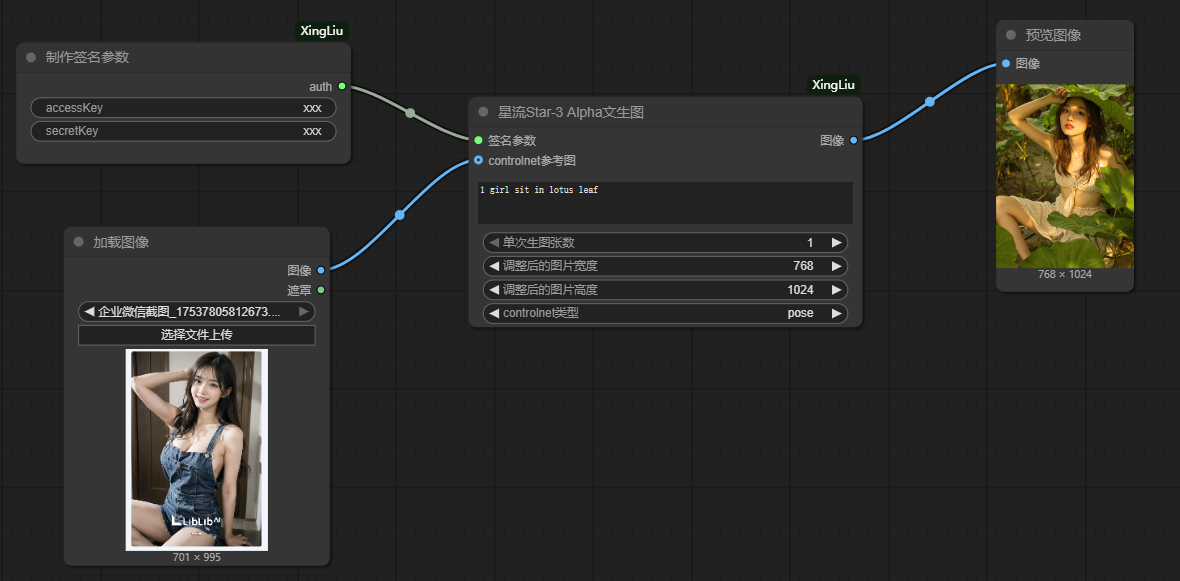 XingLiu
制作签名参数
auth
accessKey xxx
secretKey xxx
加载图像
图像
遮罩
企业微信截图_17537805812673....
选择文件上传
LibLibAI
701 × 995
XingLiu
星流Star-3 Alpha文生图
签名参数 图像
controlnet参考图
1 girl sit in lotus leaf
单次生图张数 1
调整后的图片宽度 768
调整后的图片高度 1024
controlnet类型 pose
预览图像
图像
768 × 1024